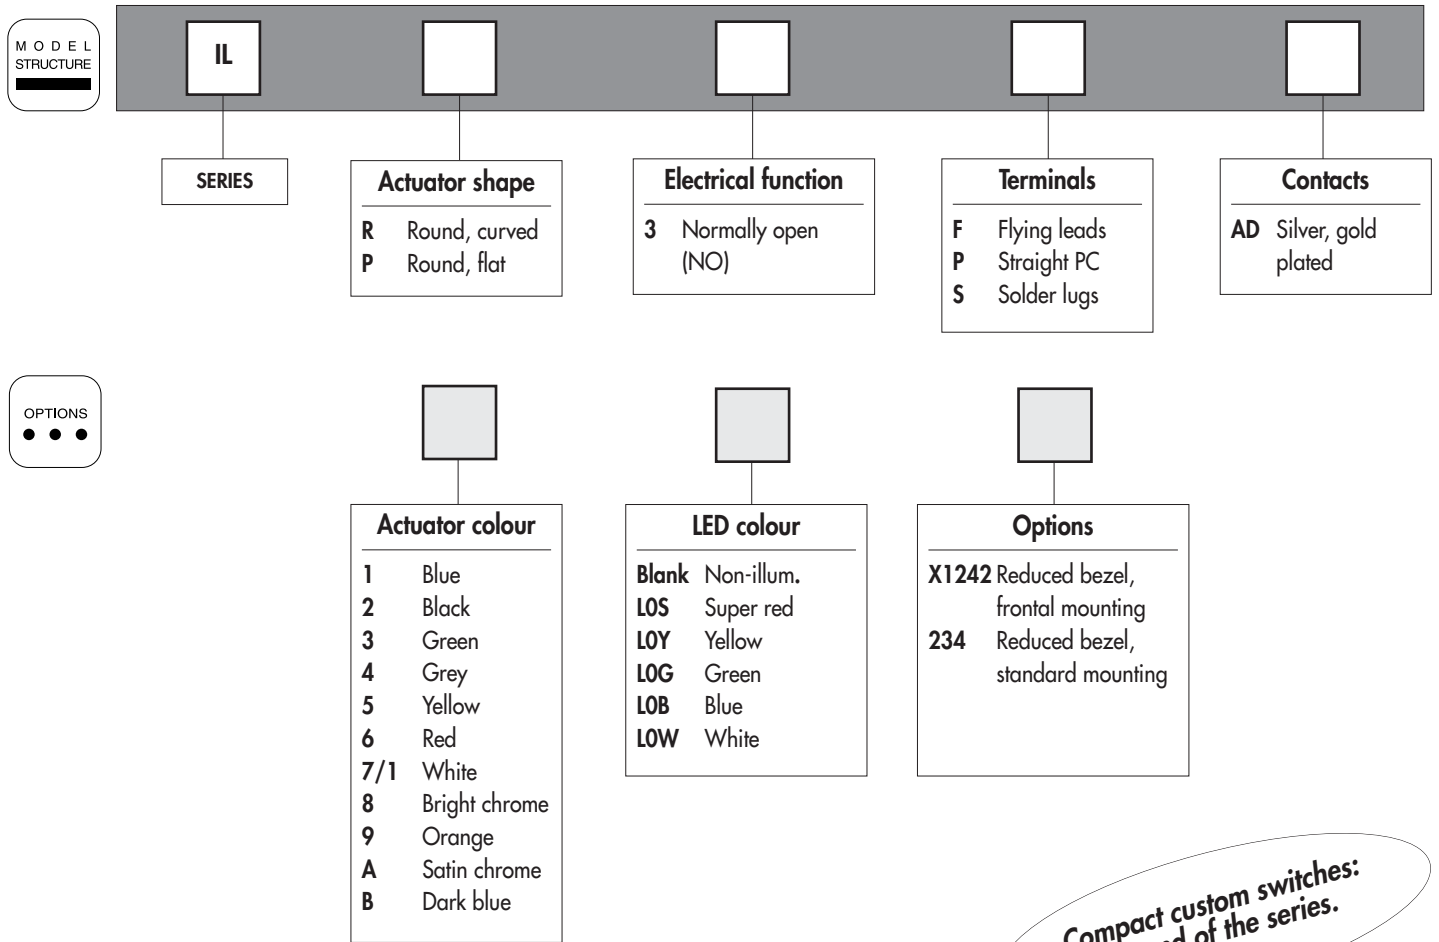 MODEL
STRUCTURE
IL
SERIES
Actuator shape
R Round, curved
P Round, flat
Electrical function
3 Normally open
(NO)
Terminals
F Flying leads
P Straight PC
S Solder lugs
Contacts
AD Silver, gold
plated
OPTIONS
Actuator colour
1 Blue
2 Black
3 Green
4 Grey
5 Yellow
6 Red
7/1 White
8 Bright chrome
9 Orange
A Satin chrome
B Dark blue
LED colour
Blank Non-illum.
L0S Super red
L0Y Yellow
L0G Green
L0B Blue
L0W White
Options
X1242 Reduced bezel,
frontal mounting
234 Reduced bezel,
standard mounting
Compact custom switches:
of the series.